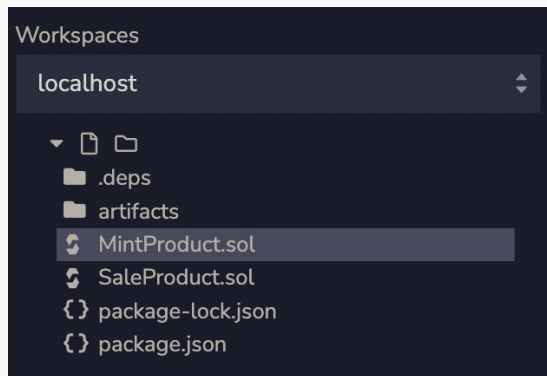 Workspaces
localhost
.deps
artifacts
MintProduct.sol
SaleProduct.sol
package-lock.json
package.json